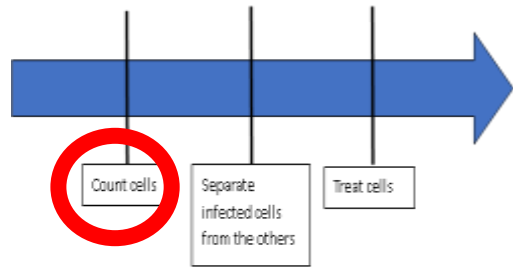 Count cells
Separate
infected cells
from the others
Treat cells